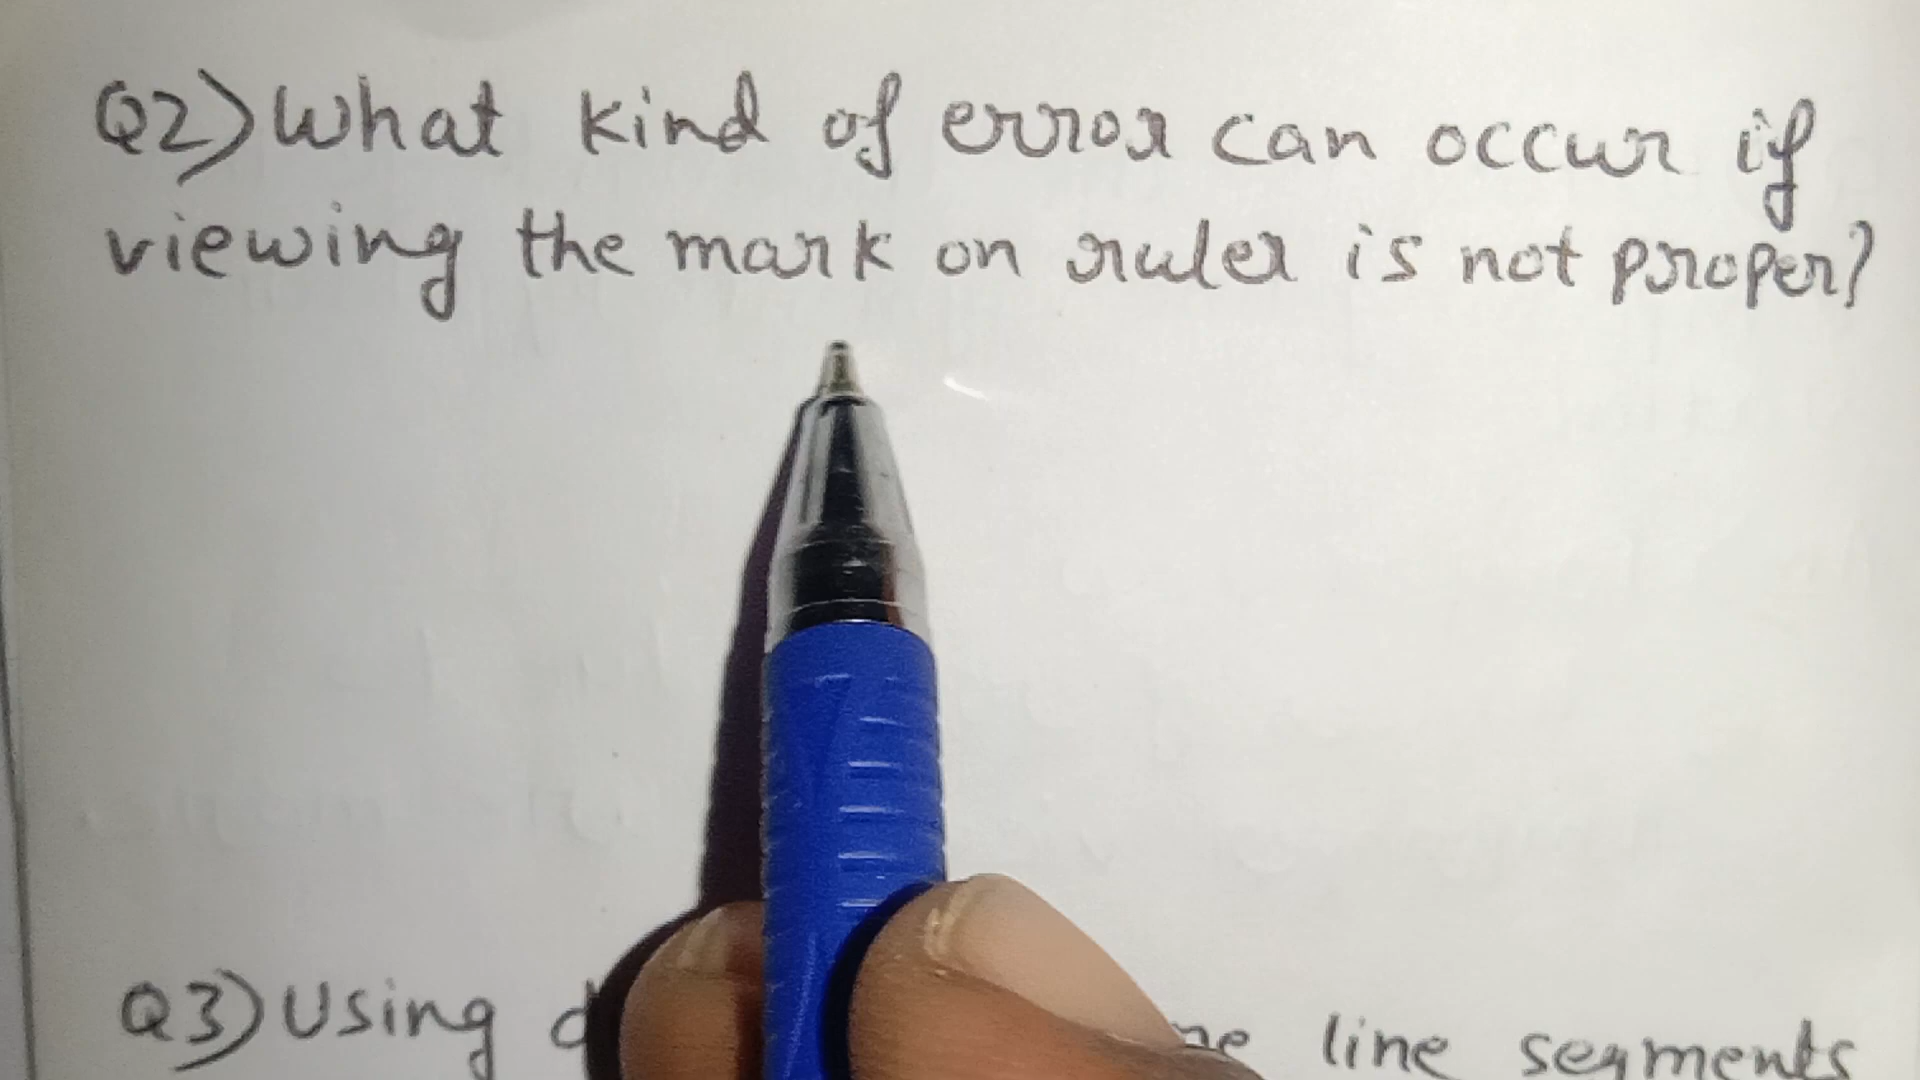 Q2) What kind of error can occur if
viewing the mark on ruler is not proper?
Q3) Using line segments